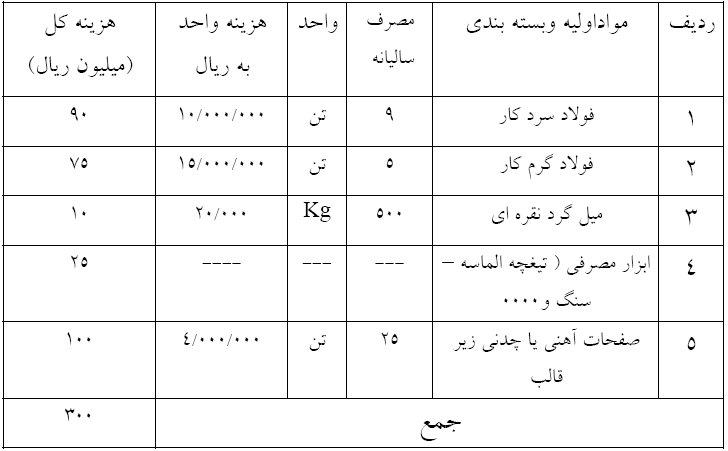 ردیف | مواداولیه وبسته بندی | مصرف سالیانه | واحد | هزینه واحد به ریال | هزینه کل (میلیون ریال)
۱ | فولاد سرد کار | ۹ | تن | ۱۰/۰۰۰/۰۰۰ | ۹۰
۲ | فولاد گرم کار | ۵ | تن | ۱۵/۰۰۰/۰۰۰ | ۷۵
۳ | میل گرد نقره ای | ۵۰۰ | Kg | ۲۰/۰۰۰ | ۱۰
٤ | ابزار مصرفی ( تیغچه الماسه – سنگ و۰۰۰۰ | --- | --- | ---- | ۲۵
۵ | صفحات آهنی یا چدنی زیر قالب | ۲۵ | تن | ٤/۰۰۰/۰۰۰ | ۱۰۰
جمع | ۳۰۰